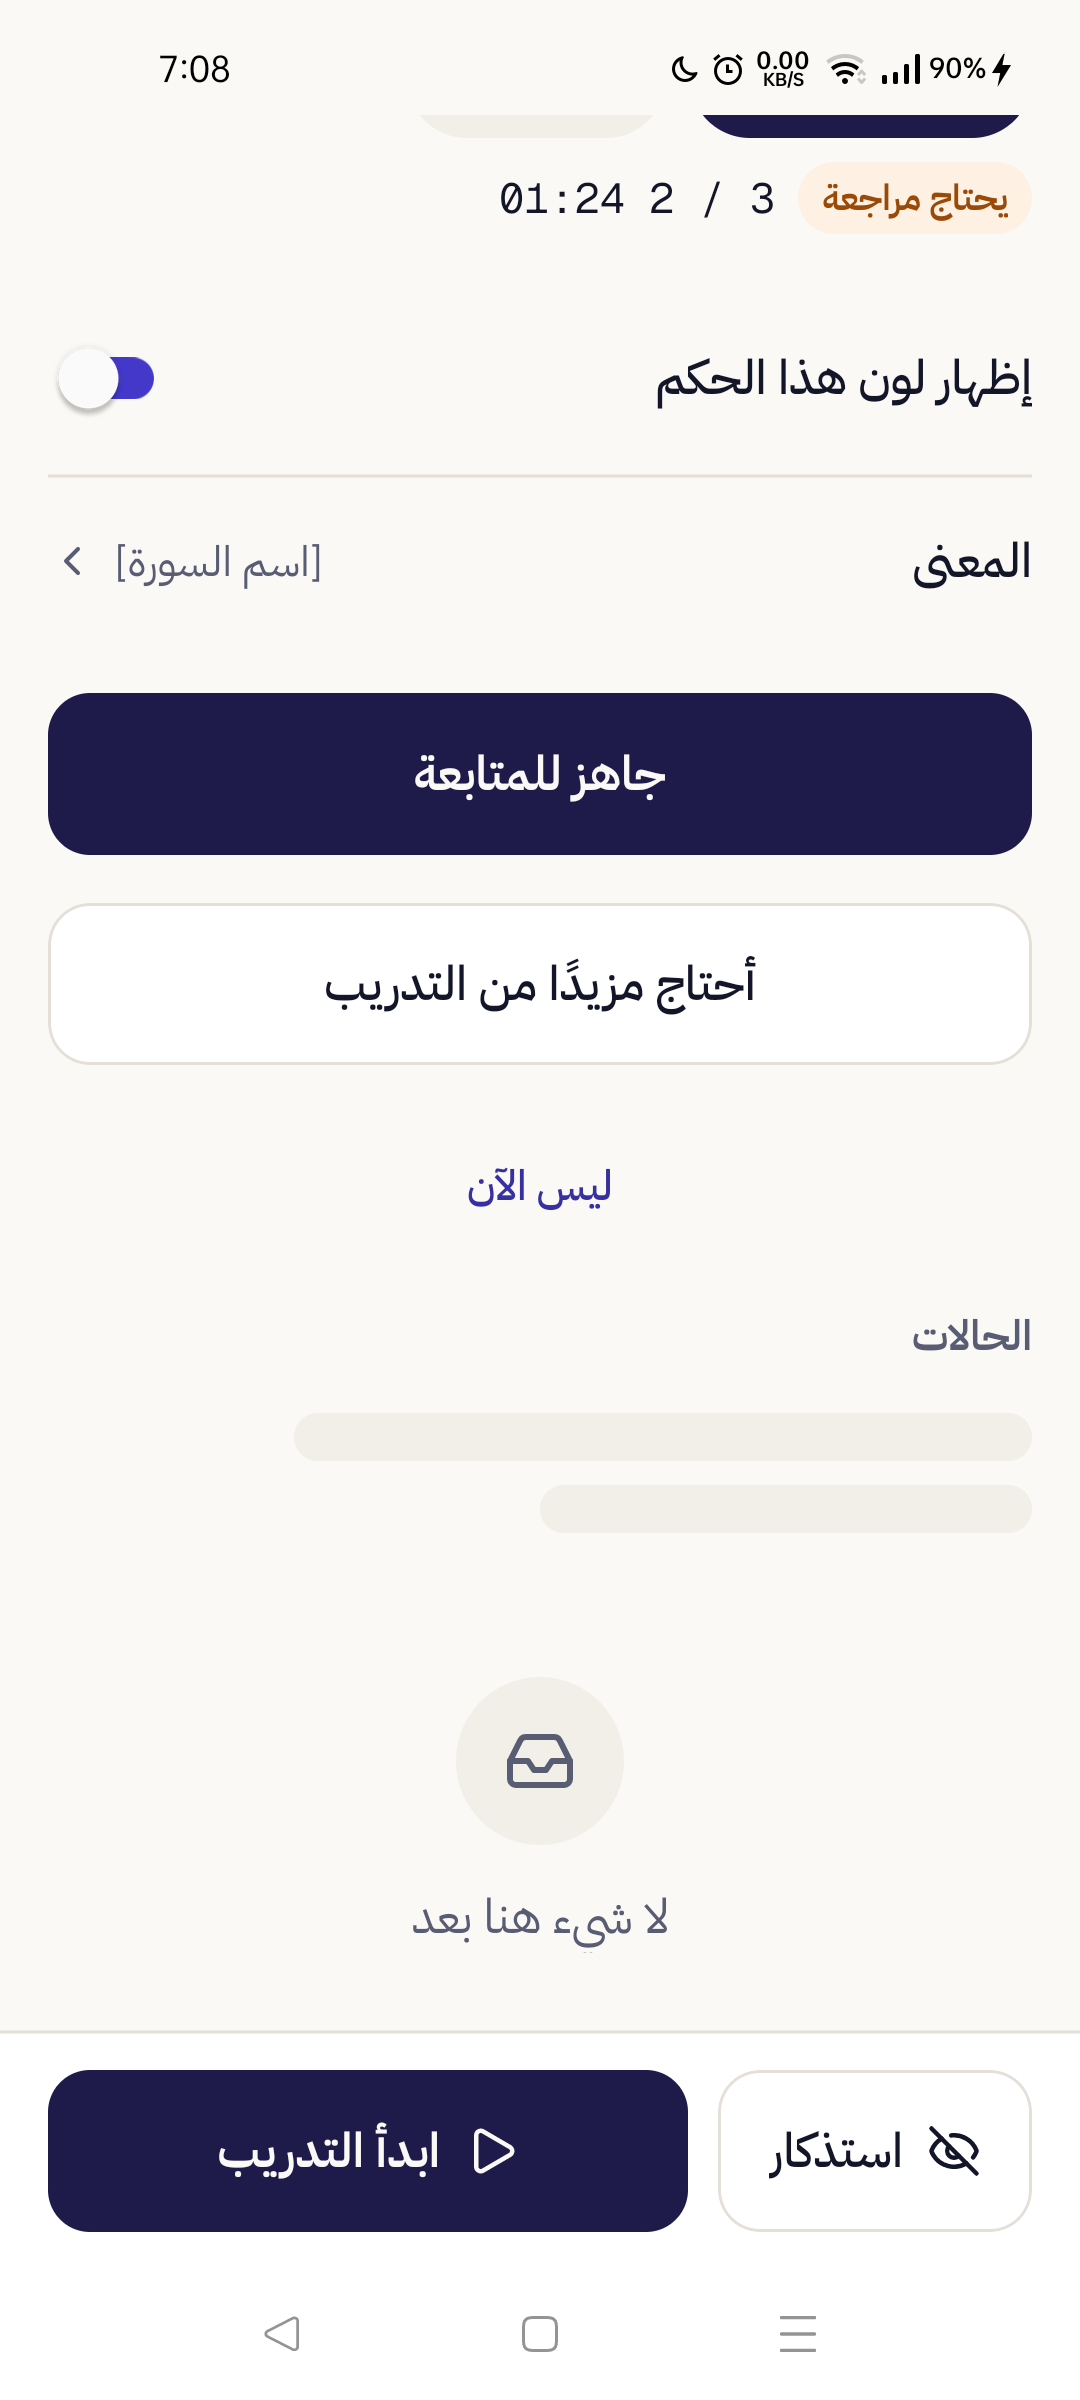 7:08 0.00 KB/S 90%
يحتاج مراجعة 3 / 2 01:24
إظهار لون هذا الحكم
المعنى [اسم السورة]
جاهز للمتابعة
أحتاج مزيدًا من التدريب
ليس الآن
الحالات
لا شيء هنا بعد
استذكار ابدأ التدريب